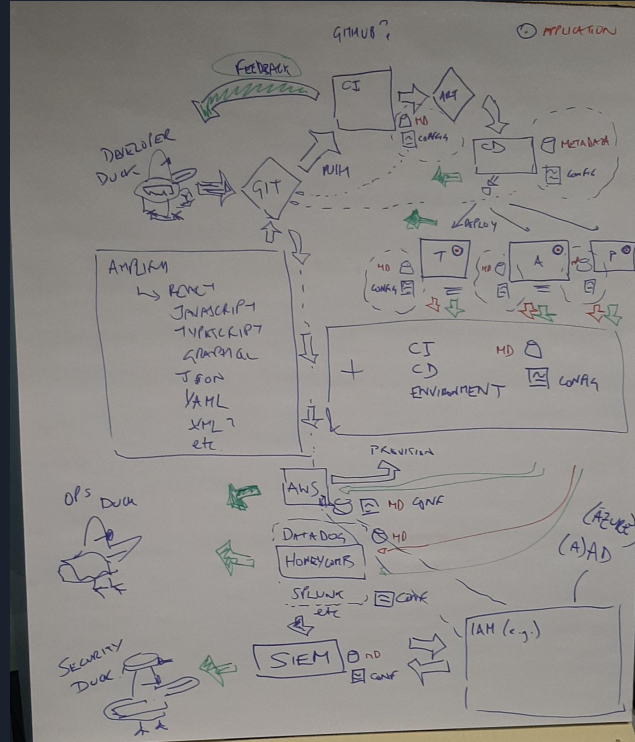 GITHUB?
APPLICATION
FEEDBACK
CI
ART
MD
CONFIG
DEVELOPER
DUCK
CD
METADATA
CONFIG
GIT
DEPLOY
T
A
P
MD
CONFIG
MD
AMPLIFY
REACT
JAVASCRIPT
TYPESCRIPT
GRAPHQL
JSON
YAML
XML?
etc
+
CI
CD
ENVIRONMENT
MD
CONFIG
PROVISION
AWS
MD CONF
OPS DUCK
DATADOG
MD
HONEYCOMB
SPLUNK
etc
CONF
(AZURE)
(A)AD
IAM (e.g.)
SECURITY
DUCK
SIEM
MD
CONF